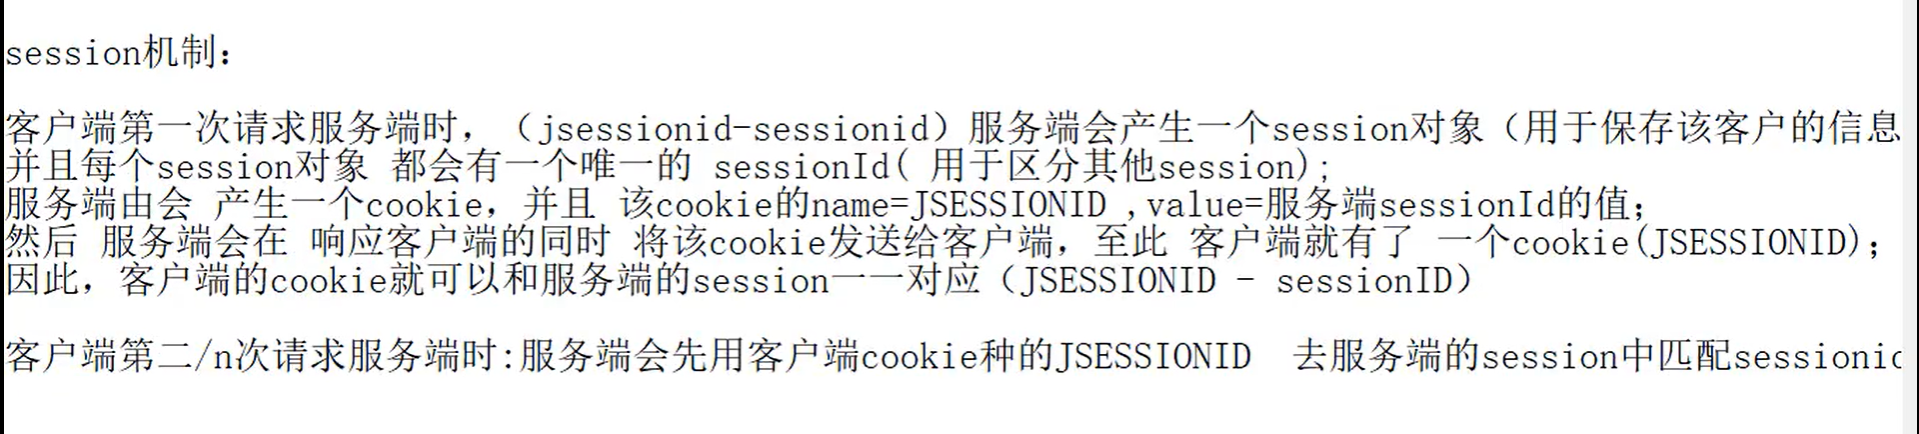 session机制：
客户端第一次请求服务端时，（jsessionid-sessionid）服务端会产生一个session对象（用于保存该客户的信息
并且每个session对象 都会有一个唯一的 sessionId( 用于区分其他session);
服务端由会 产生一个cookie，并且 该cookie的name=JSESSIONID ,value=服务端sessionId的值；
然后 服务端会在 响应客户端的同时 将该cookie发送给客户端，至此 客户端就有了 一个cookie(JSESSIONID)；
因此，客户端的cookie就可以和服务端的session一一对应（JSESSIONID - sessionID）
客户端第二/n次请求服务端时:服务端会先用客户端cookie种的JSESSIONID  去服务端的session中匹配sessionid